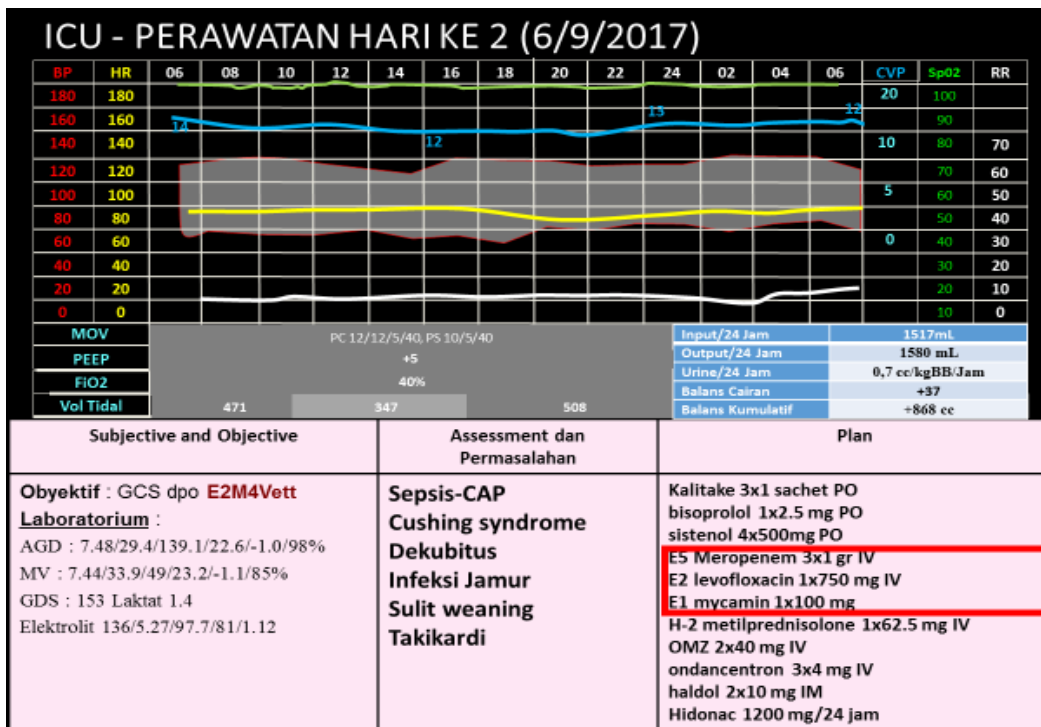 ICU - PERAWATAN HARI KE 2 (6/9/2017)
BP HR 06 08 10 12 14 16 18 20 22 24 02 04 06 CVP Sp02 RR
180 180 20 100
160 160 14 15 12 90
140 140 12 10 80 70
120 120 70 60
100 100 5 60 50
80 80 50 40
60 60 0 40 30
40 40 30 20
20 20 20 10
0 0 10 0
MOV PC 12/12/5/40, PS 10/5/40
PEEP +5
FiO2 40%
Vol Tidal 471 347 508
Input/24 Jam 1517mL
Output/24 Jam 1580 mL
Urine/24 Jam 0,7 cc/kgBB/Jam
Balans Cairan +37
Balans Kumulatif +868 cc
Subjective and Objective
Obyektif : GCS dpo E2M4Vett
Laboratorium :
AGD : 7.48/29.4/139.1/22.6/-1.0/98%
MV : 7.44/33.9/49/23.2/-1.1/85%
GDS : 153 Laktat 1.4
Elektrolit 136/5.27/97.7/81/1.12
Assessment dan
Permasalahan
Sepsis-CAP
Cushing syndrome
Dekubitus
Infeksi Jamur
Sulit weaning
Takikardi
Plan
Kalitake 3x1 sachet PO
bisoprolol 1x2.5 mg PO
sistenol 4x500mg PO
E5 Meropenem 3x1 gr IV
E2 levofloxacin 1x750 mg IV
E1 mycamin 1x100 mg
H-2 metilprednisolone 1x62.5 mg IV
OMZ 2x40 mg IV
ondancentron 3x4 mg IV
haldol 2x10 mg IM
Hidonac 1200 mg/24 jam